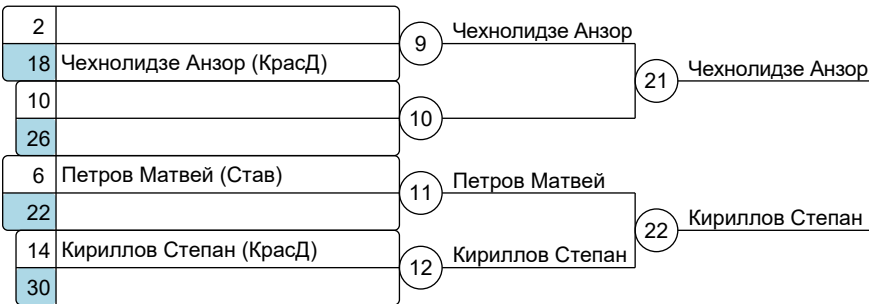 2
Чехнолидзе Анзор
9
18 Чехнолидзе Анзор (КрасД)
21 Чехнолидзе Анзор
10
10
26
6 Петров Матвей (Став)
11 Петров Матвей
22
22 Кириллов Степан
14 Кириллов Степан (КрасД)
12 Кириллов Степан
30